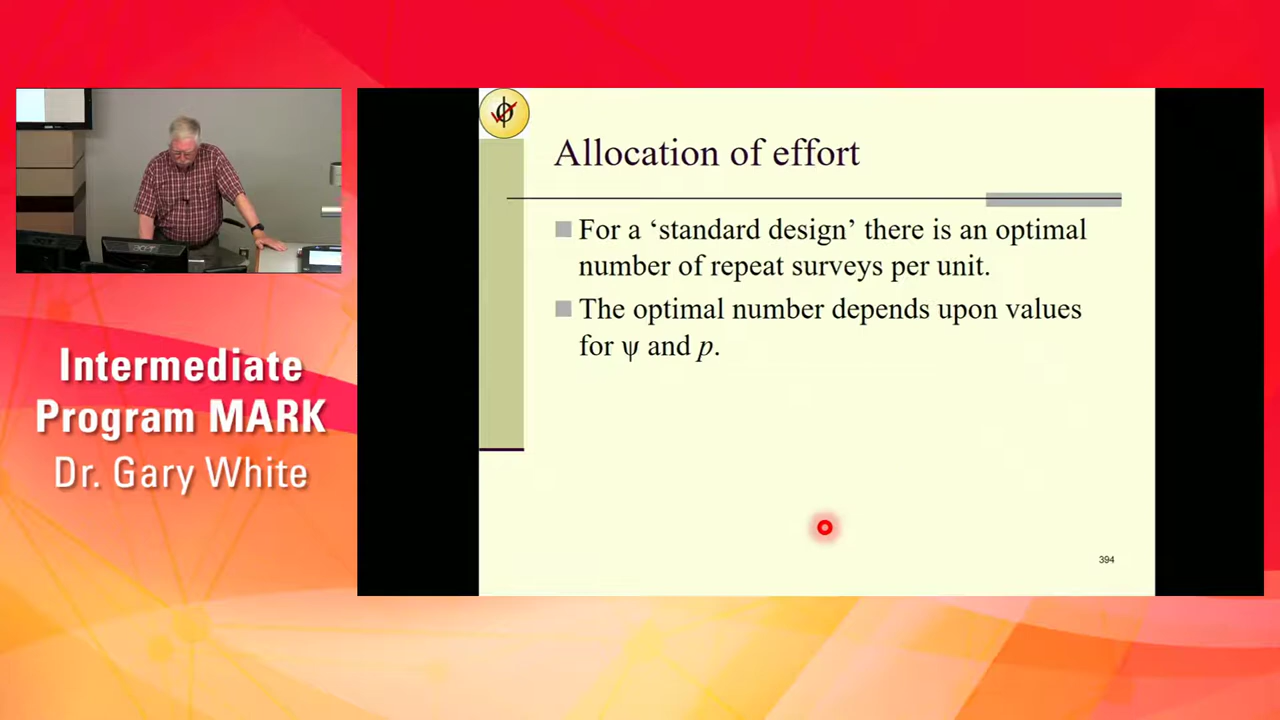 Allocation of effort
For a ‘standard design’ there is an optimal
number of repeat surveys per unit.
The optimal number depends upon values
for ψ and p.
394
Intermediate
Program MARK
Dr. Gary White